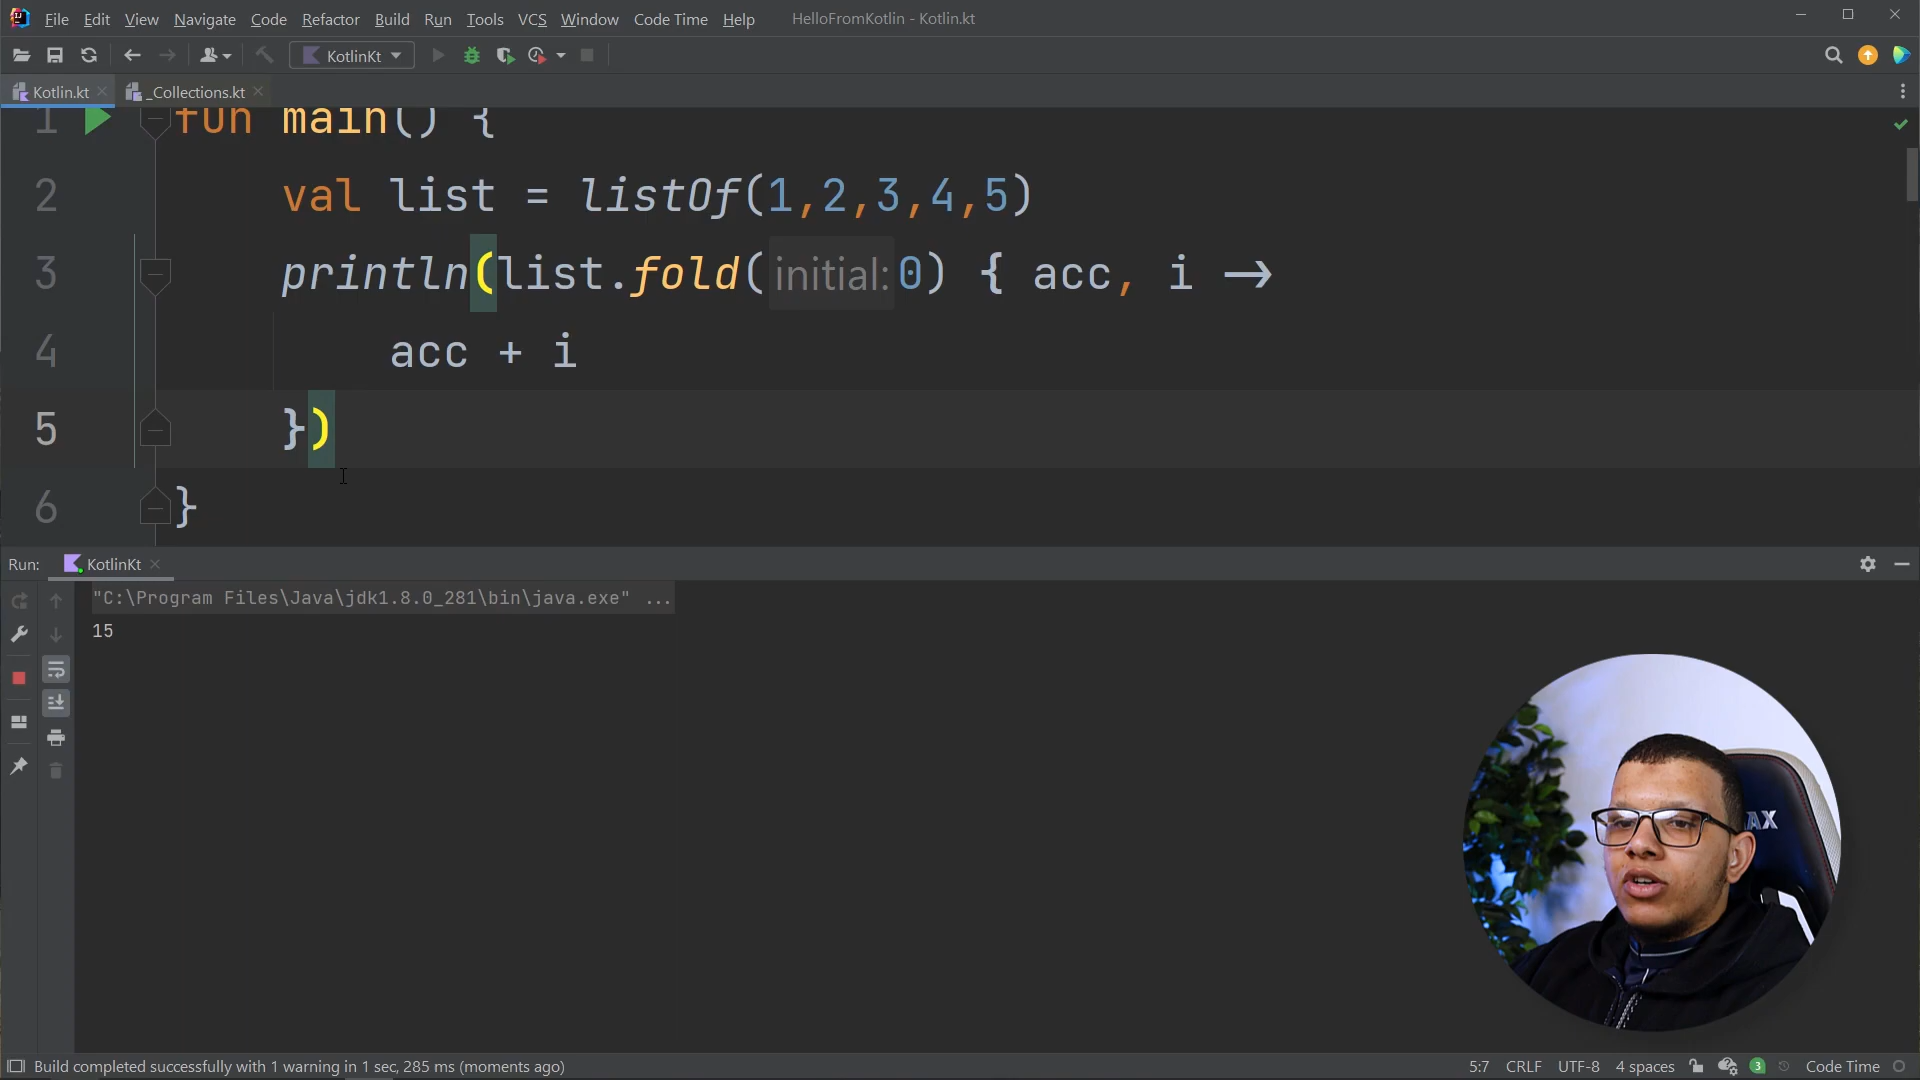 File Edit View Navigate Code Refactor Build Run Tools VCS Window Code Time Help HelloFromKotlin - Kotlin.kt
KotlinKt
Kotlin.kt _Collections.kt
1 fun main() {
2 val list = listOf(1,2,3,4,5)
3 println(list.fold( initial: 0) { acc, i →
4 acc + i
5 })
6 }
Run: KotlinKt
"C:\Program Files\Java\jdk1.8.0_281\bin\java.exe" ...
15
AX
Build completed successfully with 1 warning in 1 sec, 285 ms (moments ago) 5:7 CRLF UTF-8 4 spaces 3 Code Time